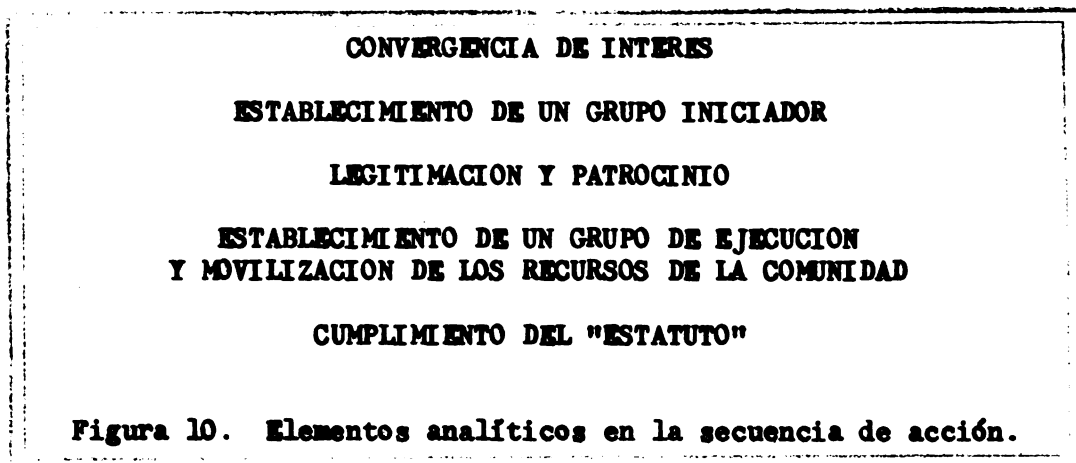 CONVERGENCIA DE INTERES
ESTABLECIMIENTO DE UN GRUPO INICIADOR
LEGITIMACION Y PATROCINIO
ESTABLECIMIENTO DE UN GRUPO DE EJECUCION
Y MOVILIZACION DE LOS RECURSOS DE LA COMUNIDAD
CUMPLIMIENTO DEL "ESTATUTO"
Figura 10. Elementos analíticos en la secuencia de acción.